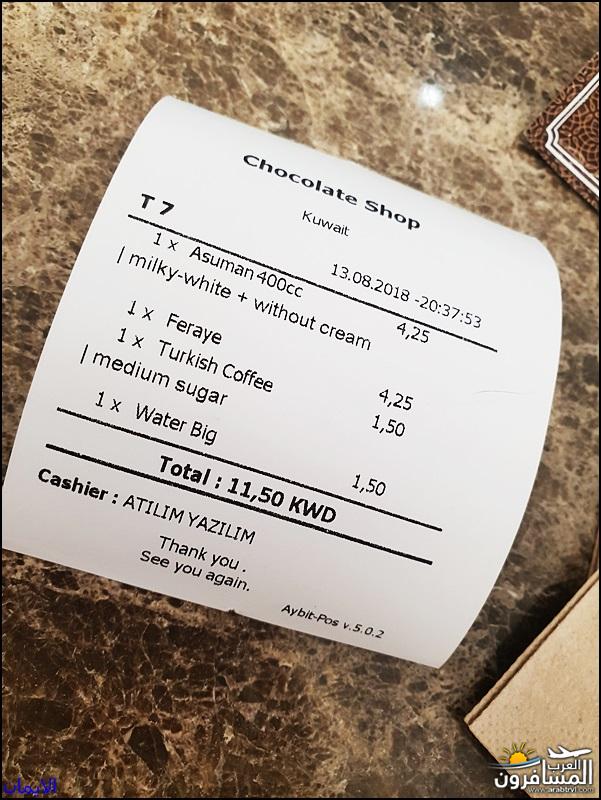 Chocolate Shop
Kuwait
T 7
13.08.2018 -20:37:53
1 x Asuman 400cc 4,25
| milky-white + without cream
1 x Feraye 4,25
1 x Turkish Coffee 1,50
| medium sugar
1 x Water Big 1,50
Total : 11,50 KWD
Cashier : ATILIM YAZILIM
Thank you .
See you again.
Aybit-Pos v.5.0.2
العرب
المسافرون
www.arabtrvl.com
الايمان